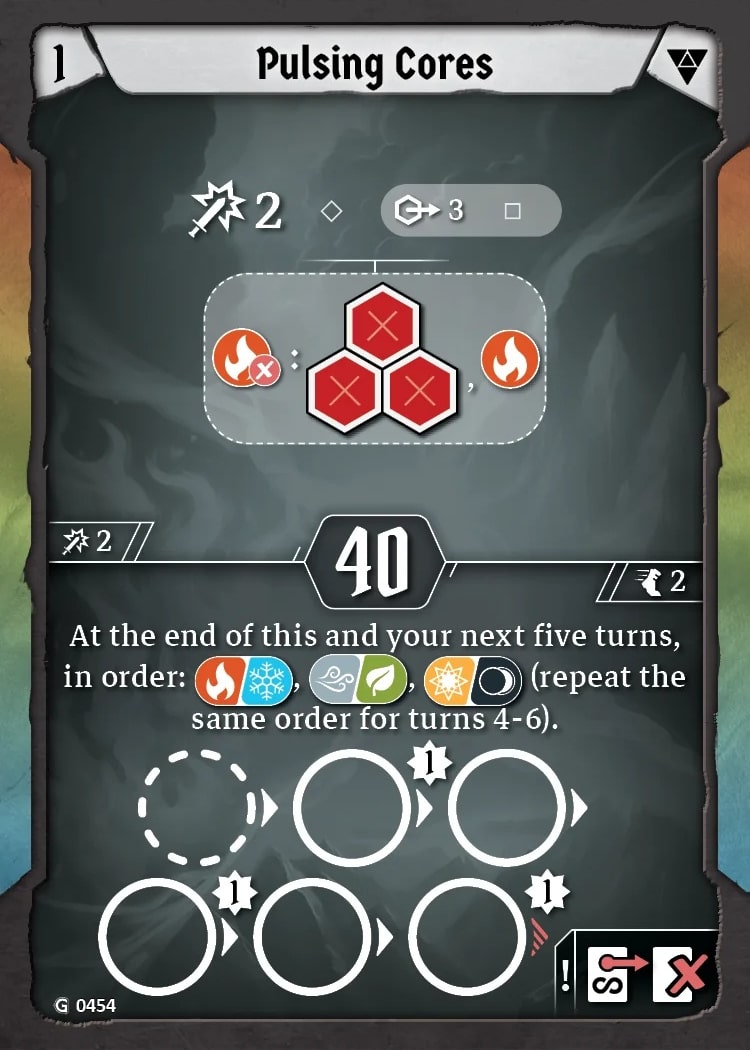 1 Pulsing Cores
2 3
: ,
2
40
2
At the end of this and your next five turns,
in order: , , (repeat the
same order for turns 4-6).
1
1 1
!
G 0454